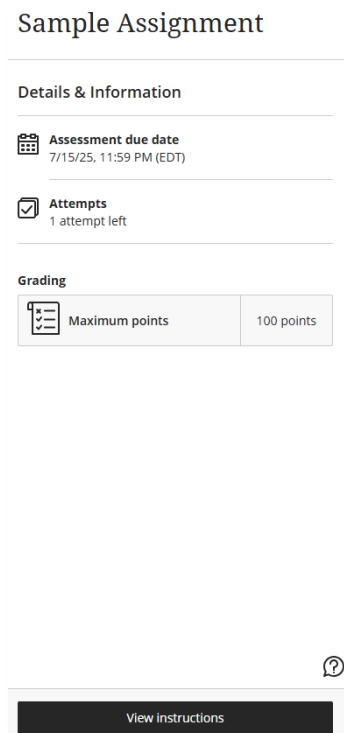 Sample Assignment
Details & Information
Assessment due date
7/15/25, 11:59 PM (EDT)
Attempts
1 attempt left
Grading
Maximum points
100 points
View instructions